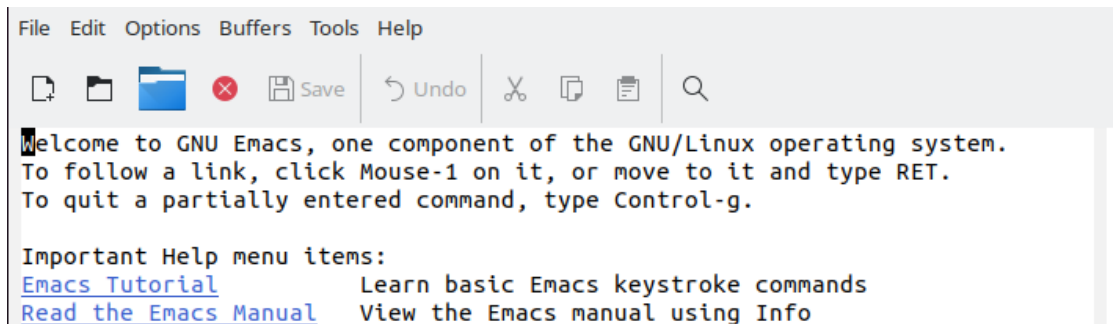 File Edit Options Buffers Tools Help
Save Undo
Welcome to GNU Emacs, one component of the GNU/Linux operating system.
To follow a link, click Mouse-1 on it, or move to it and type RET.
To quit a partially entered command, type Control-g.
Important Help menu items:
Emacs Tutorial Learn basic Emacs keystroke commands
Read the Emacs Manual View the Emacs manual using Info